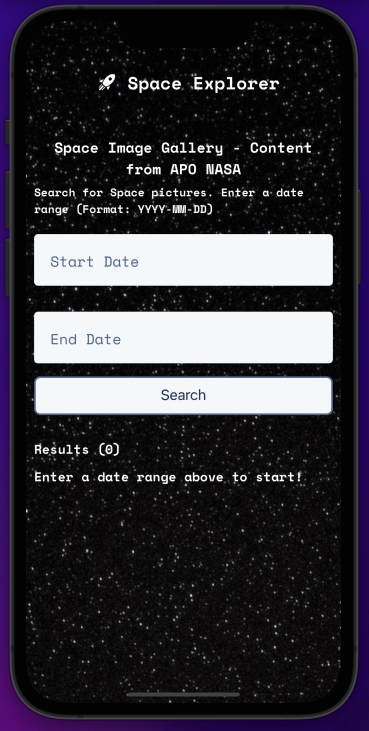 Space Explorer
Space Image Gallery - Content
from APO NASA
Search for Space pictures. Enter a date
range (Format: YYYY-MM-DD)
Start Date
End Date
Search
Results (0)
Enter a date range above to start!